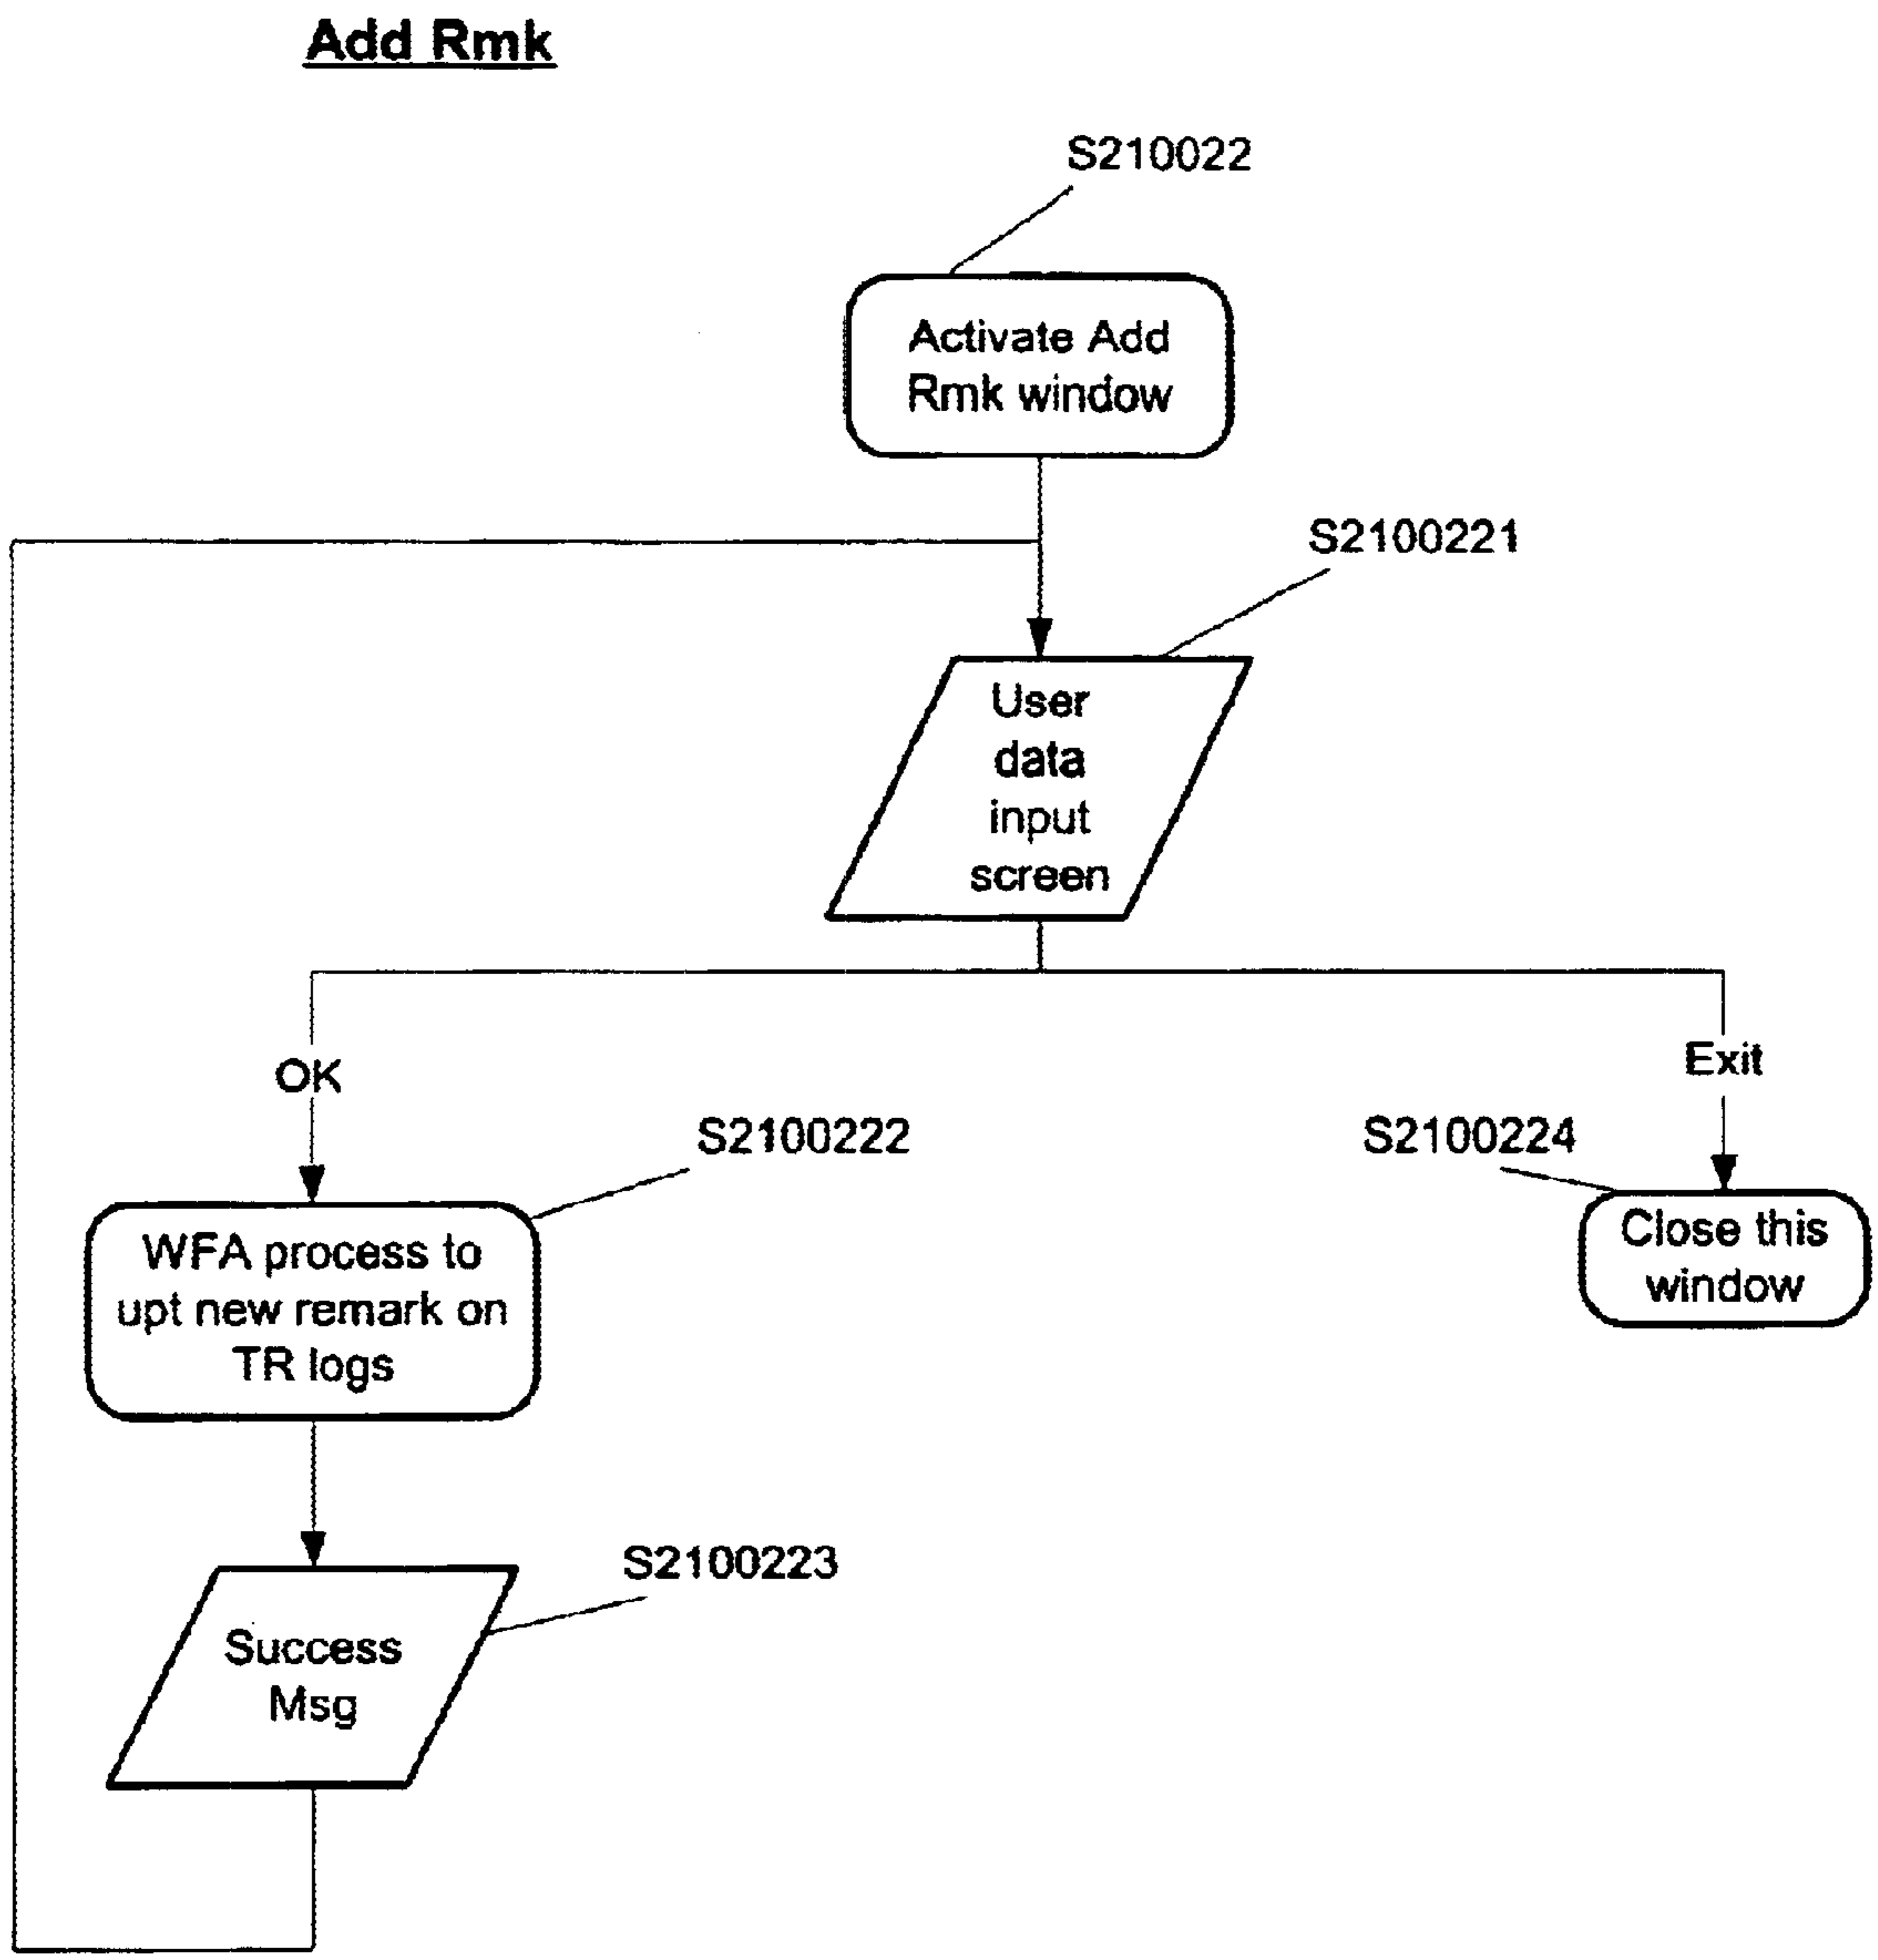 Add Rmk
S210022
Activate Add
Rmk window
S2100221
User
data
input
screen
OK
Exit
S2100222
S2100224
WFA process to
upt new remark on
TR logs
Close this
window
S2100223
Success
Msg